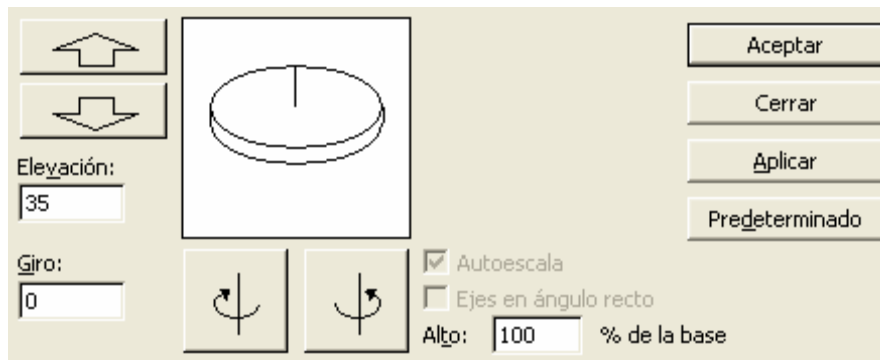 Aceptar
Cerrar
Elevación:
35
Aplicar
Predeterminado
Giro:
0
Autoescala
Ejes en ángulo recto
Alto: 100 % de la base